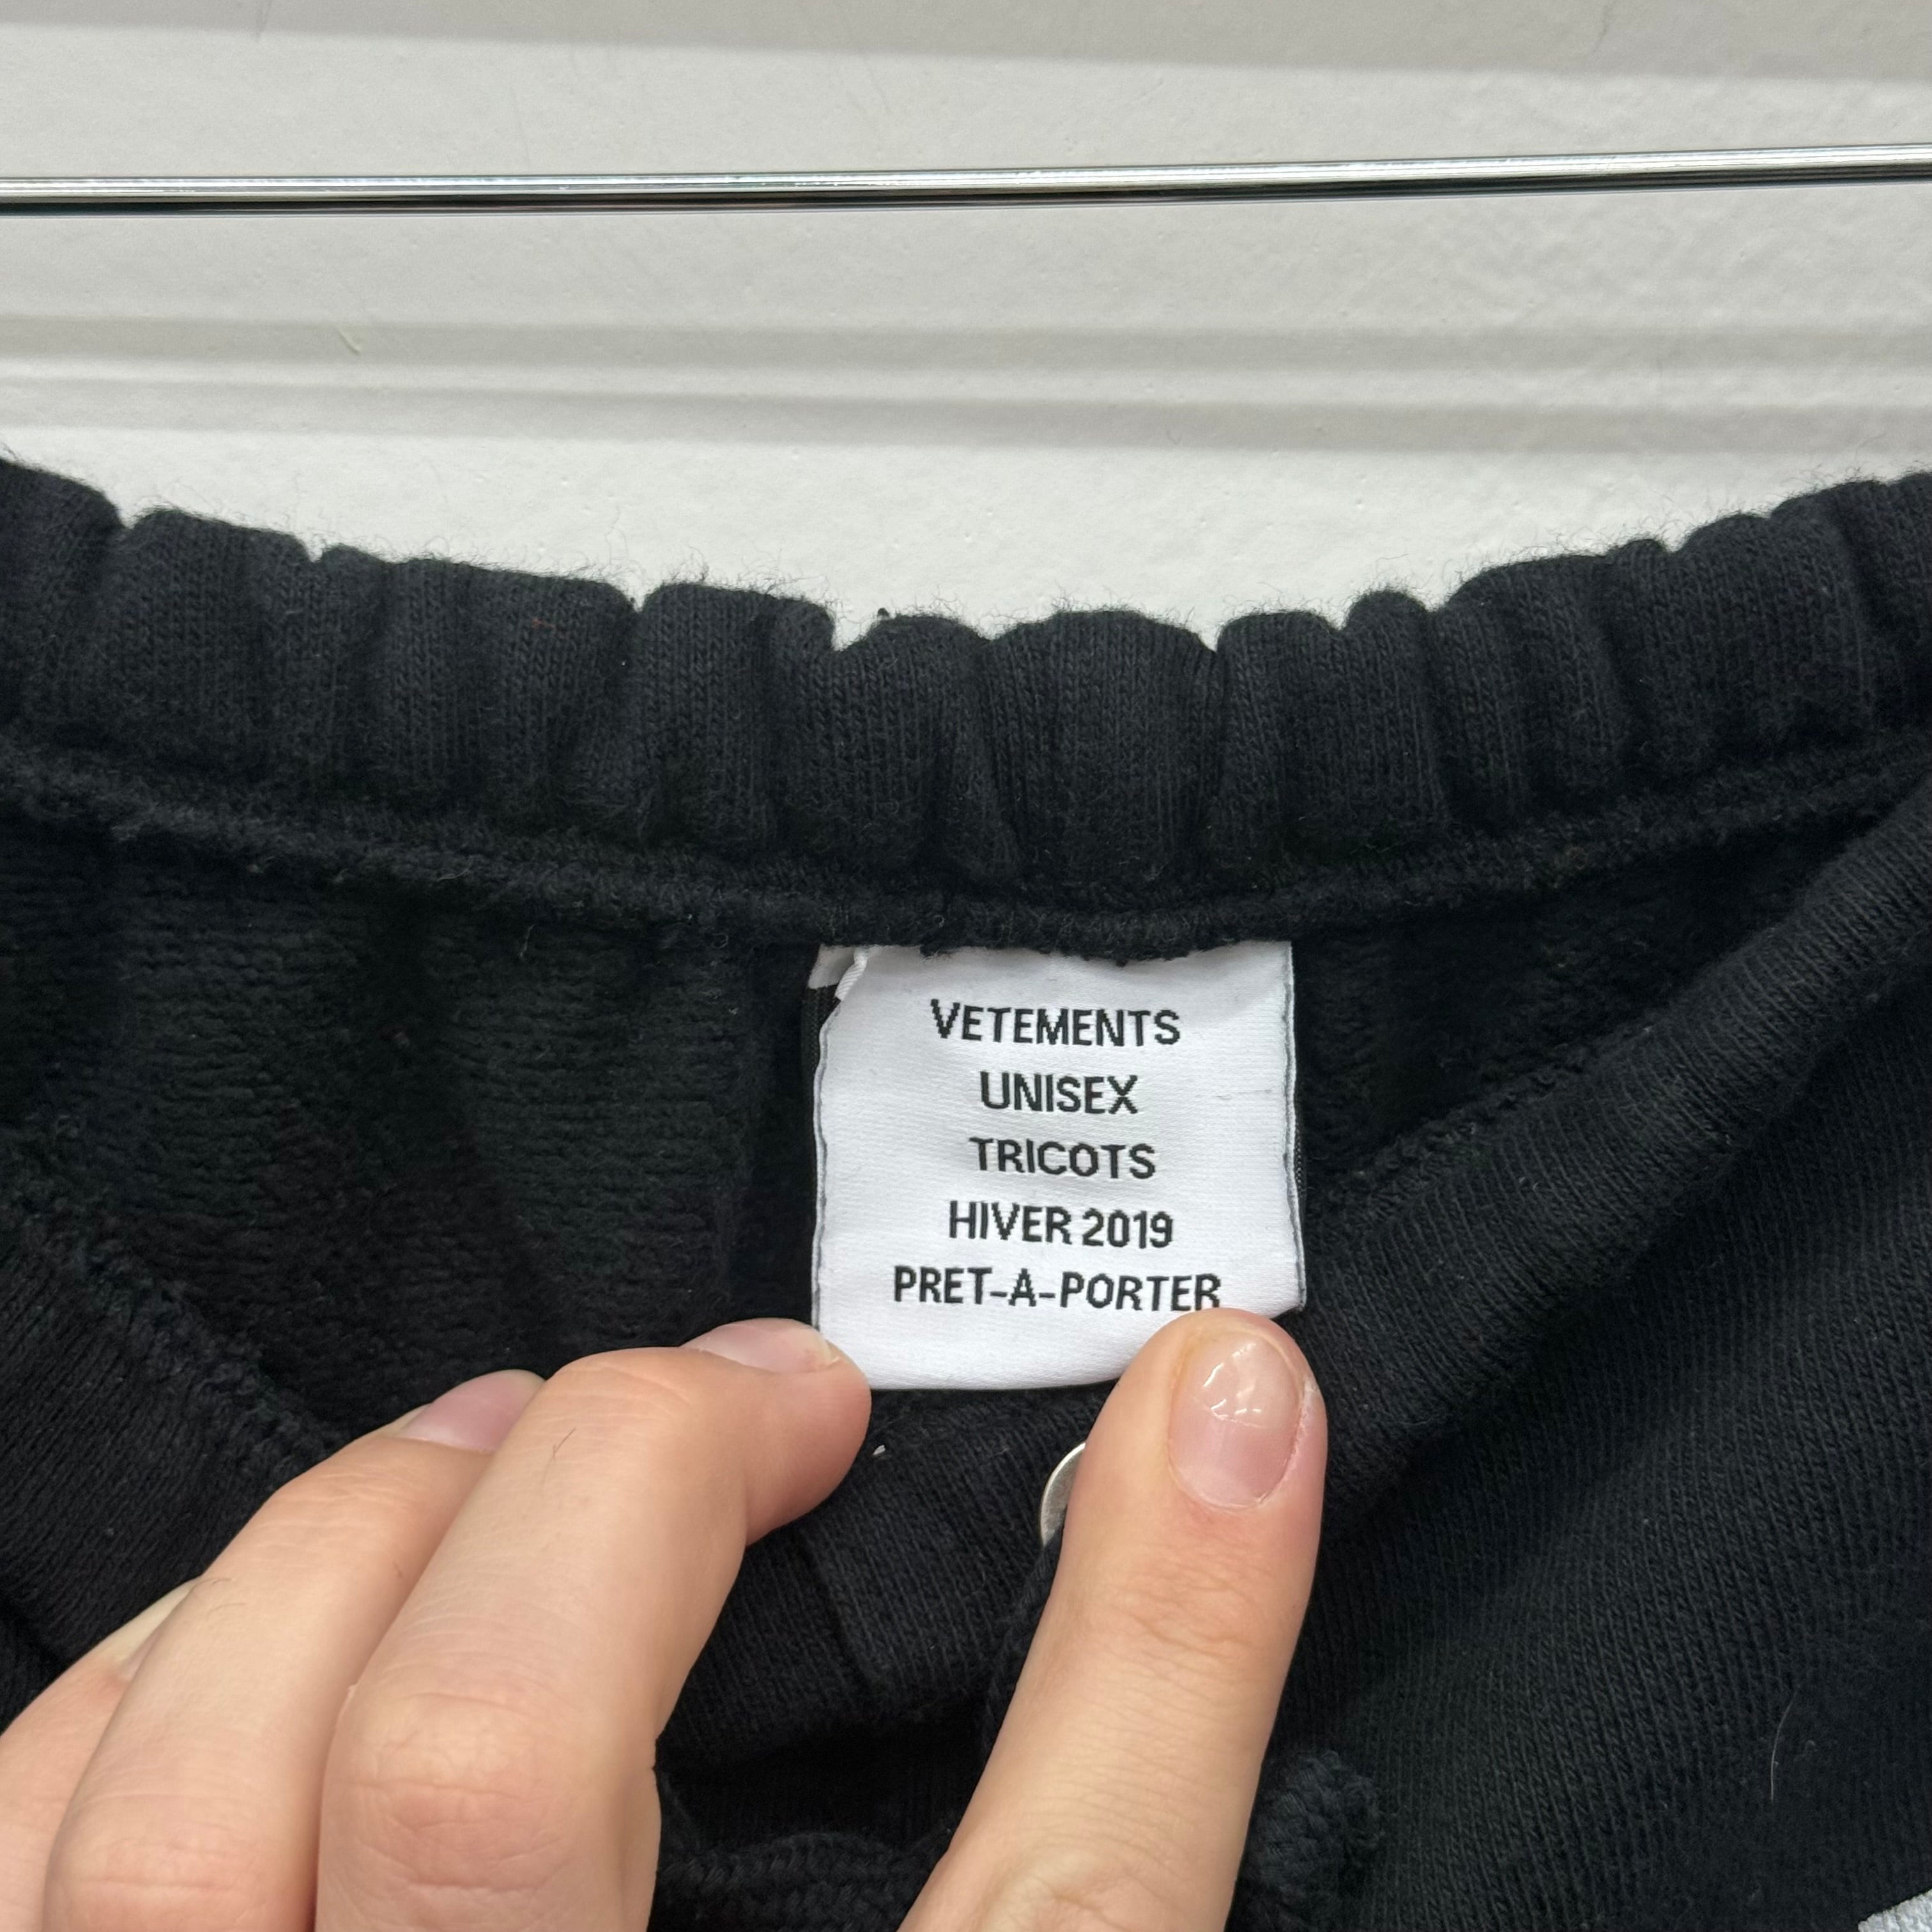 VETEMENTS
UNISEX
TRICOTS
HIVER 2019
PRET-A-PORTER